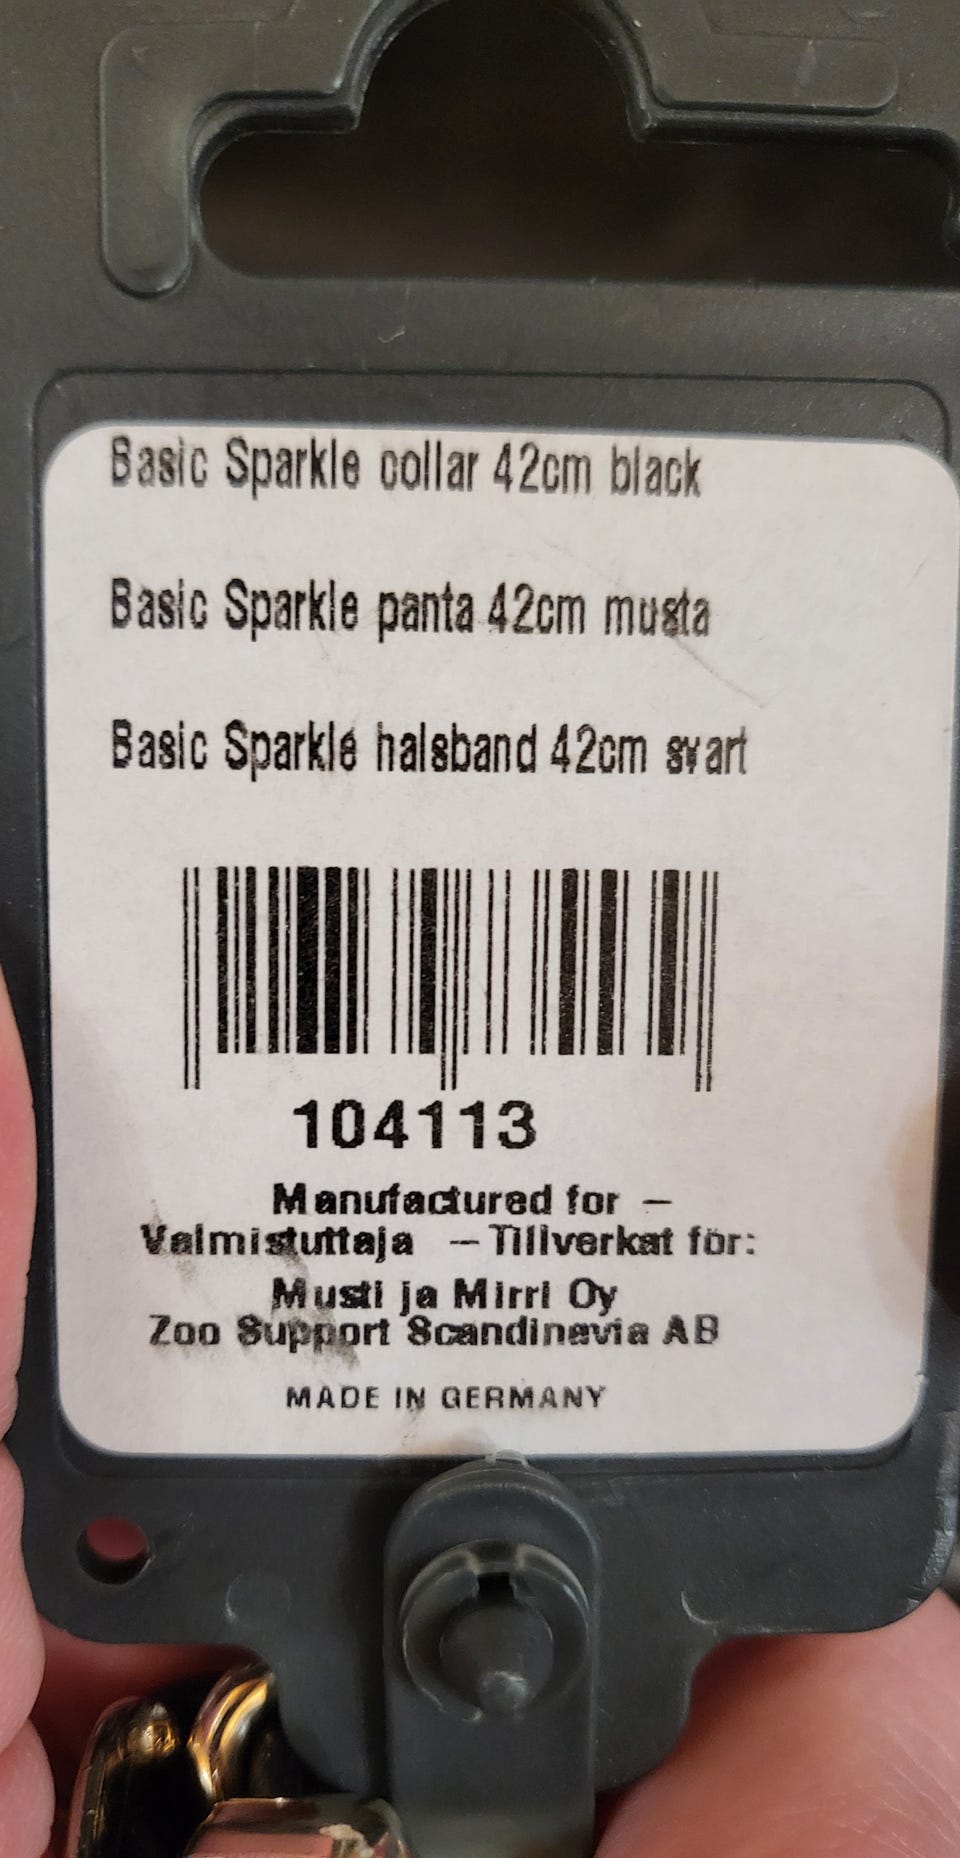 Basic Sparkle collar 42cm black
Basic Sparkle panta 42cm musta
Basic Sparkle halsband 42cm svart
104113
Manufactured for –
Valmistuttaja – Tillverkat för:
Musti ja Mirri Oy
Zoo Support Scandinavia AB
MADE IN GERMANY